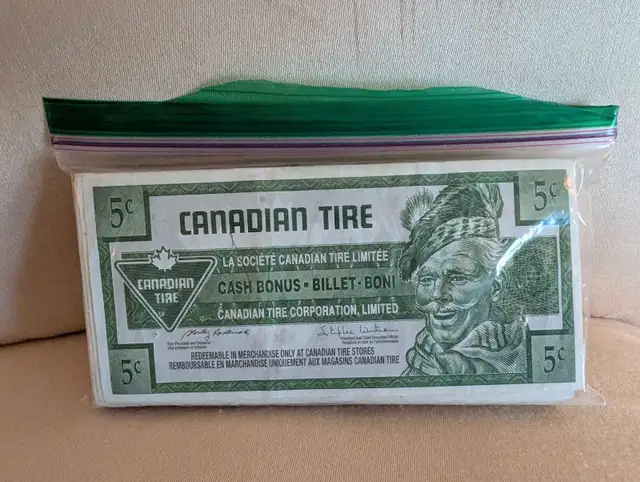 5¢
5¢
CANADIAN TIRE
LA SOCIÉTÉ CANADIAN TIRE LIMITÉE
CANADIAN
TIRE
CASH BONUS - BILLET - BONI
CANADIAN TIRE CORPORATION, LIMITED
REDEEMABLE IN MERCHANDISE ONLY AT CANADIAN TIRE STORES
REMBOURSABLE EN MARCHANDISE UNIQUEMENT AUX MAGASINS CANADIAN TIRE
5¢
5¢